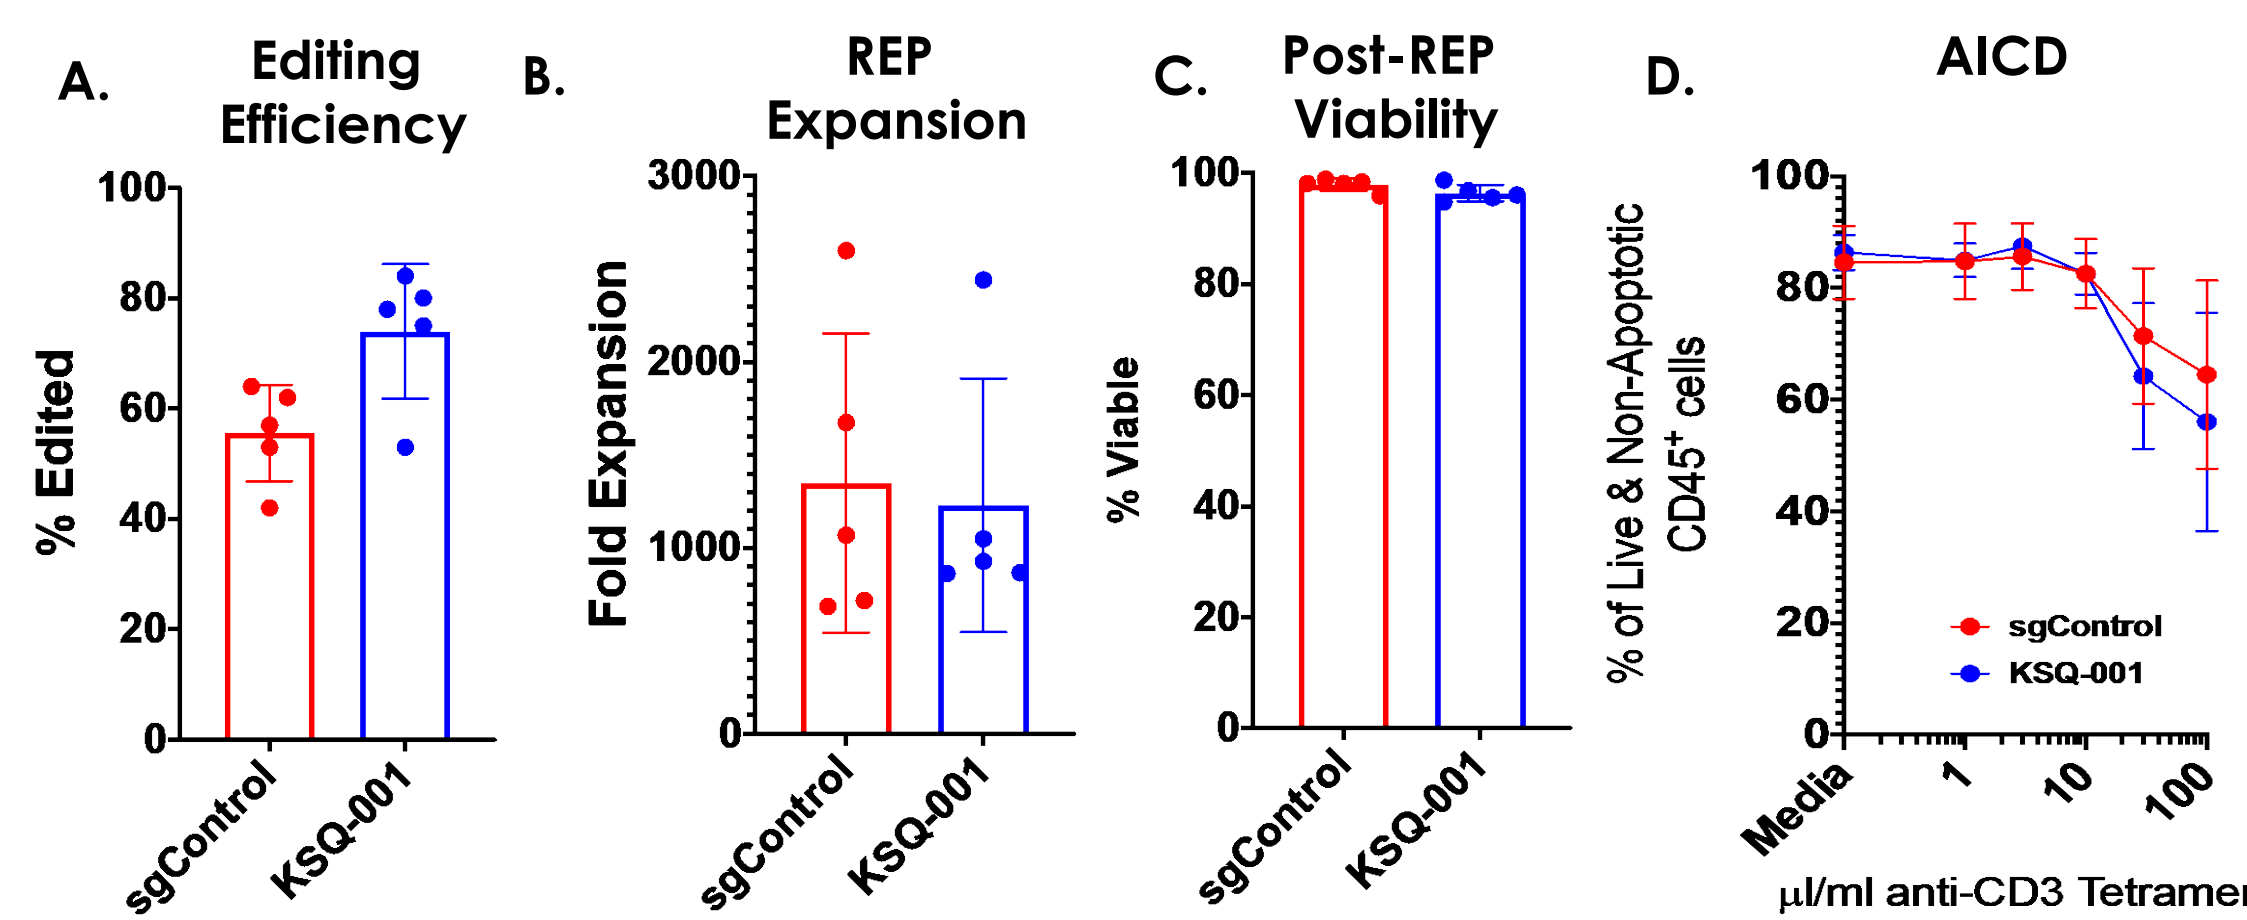 A.
Editing
Efficiency
% Edited
100
80
60
40
20
0
sgControl
KSQ-001
B.
REP
Expansion
Fold Expansion
3000
2000
1000
0
sgControl
KSQ-001
C.
Post-REP
Viability
% Viable
100
80
60
40
20
0
sgControl
KSQ-001
D.
AICD
% of Live & Non-Apoptotic
CD45⁺ cells
100
80
60
40
20
0
sgControl
KSQ-001
Media
1
10
100
µl/ml anti-CD3 Tetramer